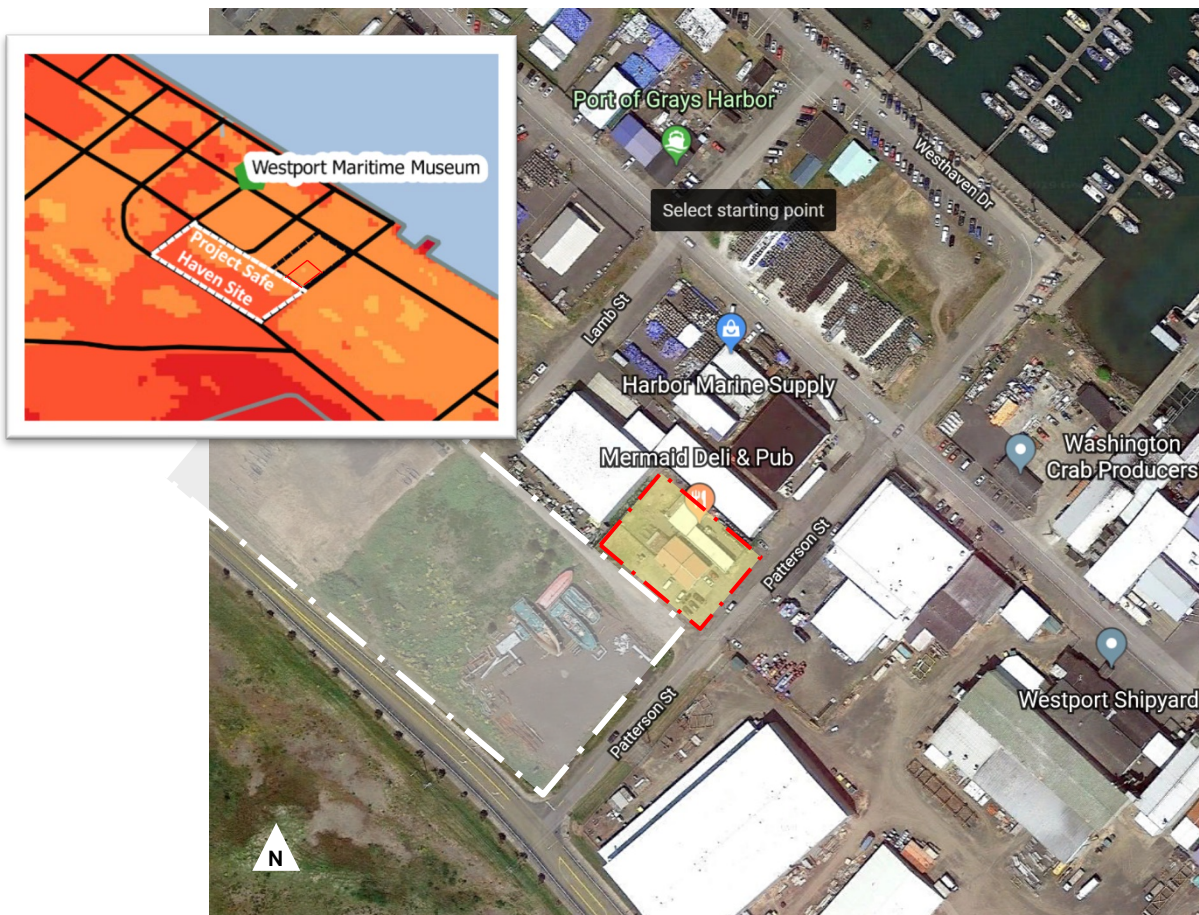 Westport Maritime Museum
Project Safe
Haven Site
Port of Grays Harbor
Westhaven Dr
Select starting point
Lamb St
Harbor Marine Supply
Mermaid Deli & Pub
Washington
Crab Producers
Patterson St
Westport Shipyard
Patterson St
N